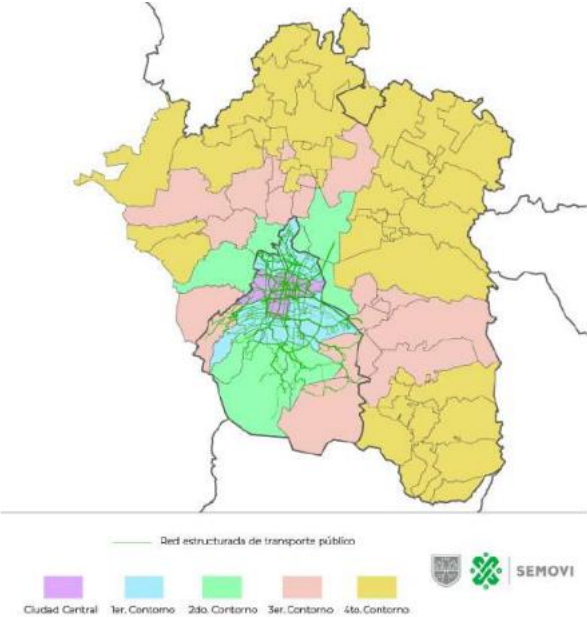 Red estructurada de transporte público
SEMOVI
Ciudad Central 1er. Contorno 2do. Contorno 3er. Contorno 4to. Contorno